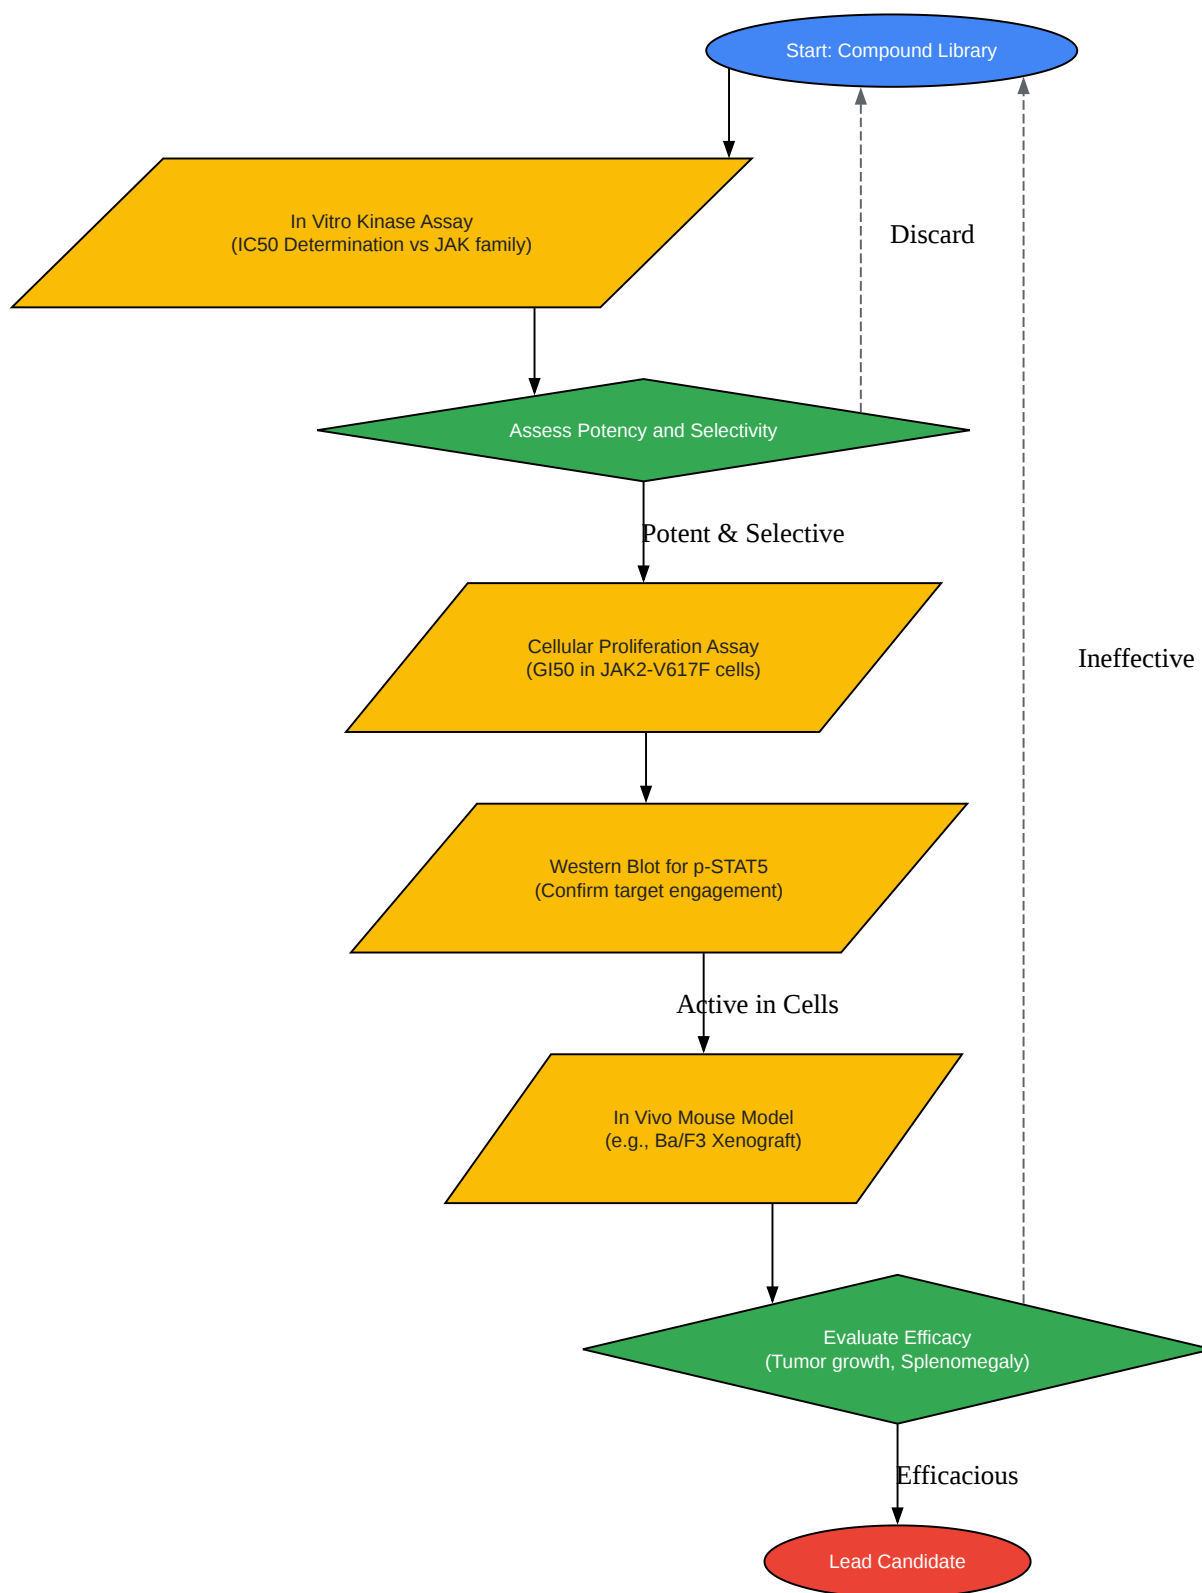 Start: Compound Library
In Vitro Kinase Assay
(IC50 Determination vs JAK family)
Discard
Assess Potency and Selectivity
Potent & Selective
Cellular Proliferation Assay
(GI50 in JAK2-V617F cells)
Ineffective
Western Blot for p-STAT5
(Confirm target engagement)
Active in Cells
In Vivo Mouse Model
(e.g., Ba/F3 Xenograft)
Evaluate Efficacy
(Tumor growth, Splenomegaly)
Efficacious
Lead Candidate